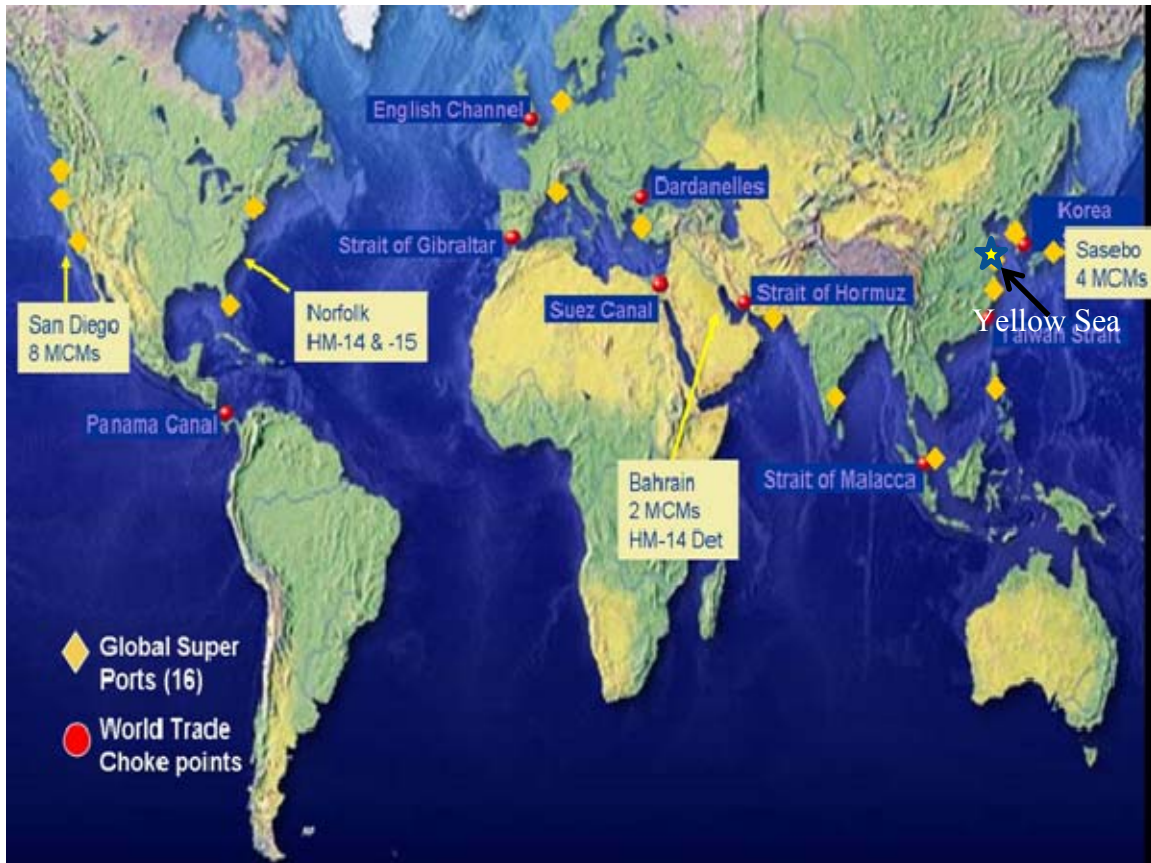 English Channel
Dardanelles
Korea
Strait of Gibraltar
Sasebo
4 MCMs
Suez Canal
Strait of Hormuz
San Diego
8 MCMs
Norfolk
HM-14 & -15
Yellow Sea
Taiwan Strait
Panama Canal
Strait of Malacca
Bahrain
2 MCMs
HM-14 Det
Global Super
Ports (16)
World Trade
Choke points